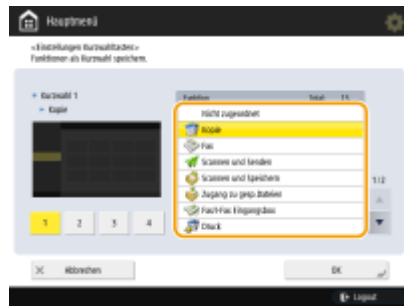 Hauptmenü
<Einstellungen Kurzwahltasten>
Funktionen als Kurzwahl speichern.
Kurzwahl 1
Kopie
Funktion Total: 15
Nicht zugeordnet
Kopie
Fax
Scannen und Senden
Scannen und Speichern
Zugang zu gesp. Dateien
Fax/I-Fax Eingangsbox
Druck
1/2
1 2 3 4
Abbrechen
OK
Logout